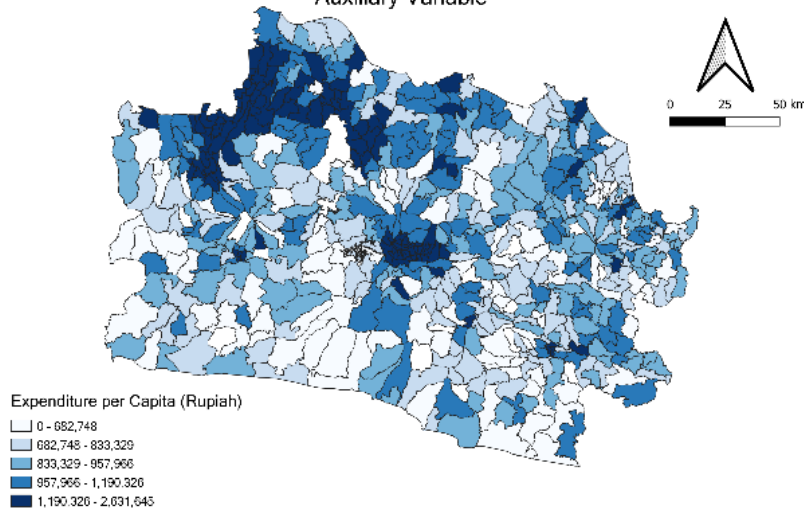 Auxiliary Variable
0 25 50 km
Expenditure per Capita (Rupiah)
0 - 682,748
682,748 - 833,329
833,329 - 957,966
957,966 - 1,190.326
1,190.326 - 2,631,645